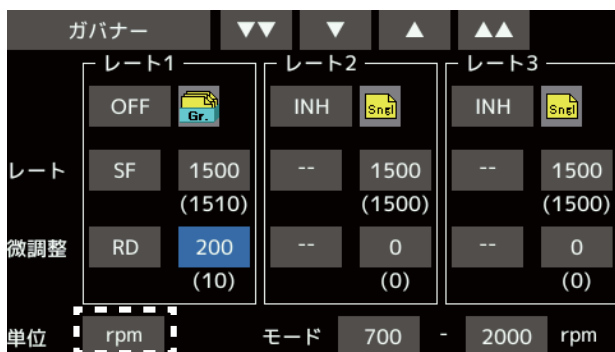 ガバナー ▼▼ ▼ ▲ ▲▲
レート1 レート2 レート3
OFF Gr. INH Sngl INH Sngl
レート SF 1500 -- 1500 -- 1500
(1510) (1500) (1500)
微調整 RD 200 -- 0 -- 0
(10) (0) (0)
単位 rpm モード 700 - 2000 rpm